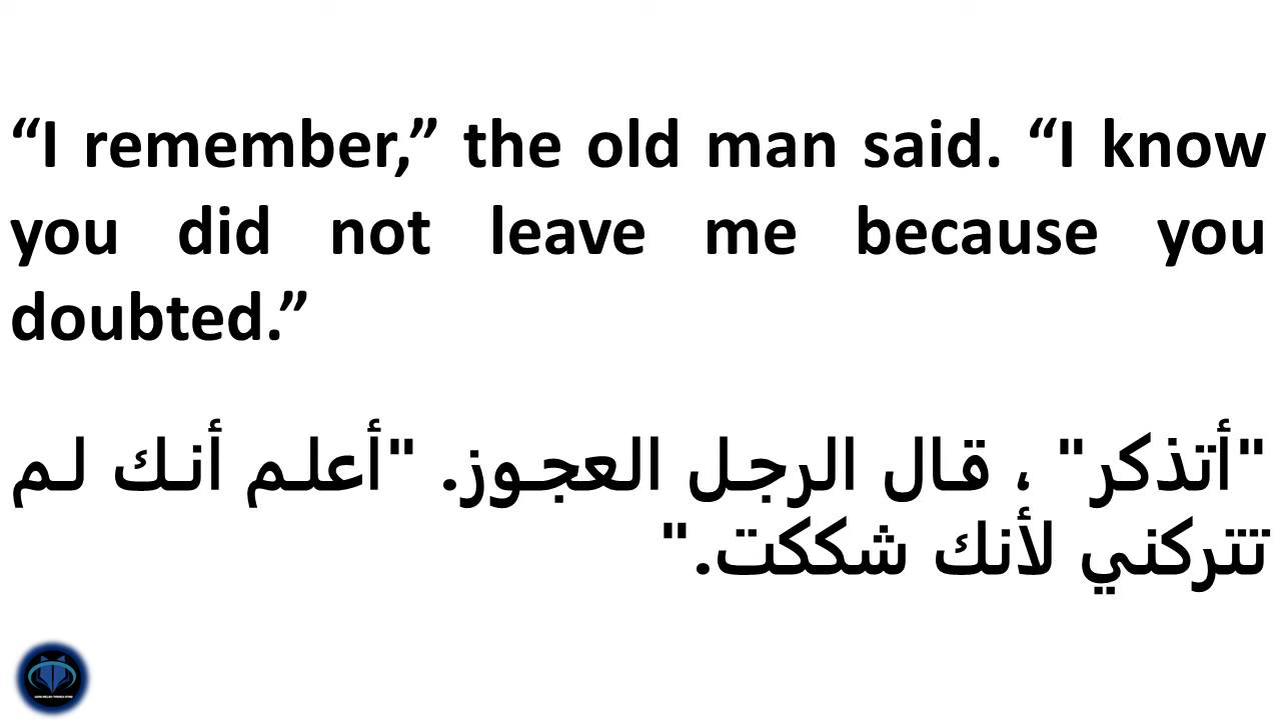 “I remember,” the old man said. “I know
you did not leave me because you
doubted.”
"أتذكر" ، قال الرجل العجوز. "أعلم أنك لم
تتركني لأنك شككت."